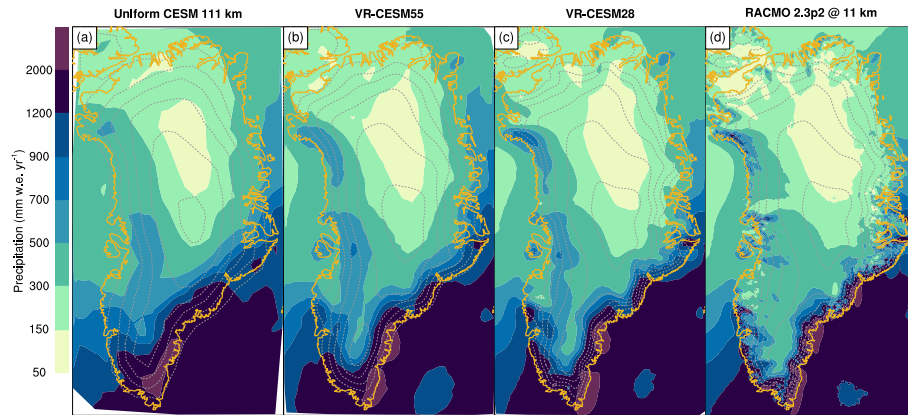 Uniform CESM 111 km
VR-CESM55
VR-CESM28
RACMO 2.3p2 @ 11 km
(a)
(b)
(c)
(d)
Precipitation (mm w.e. yr⁻¹)
2000
1200
900
700
500
300
150
50